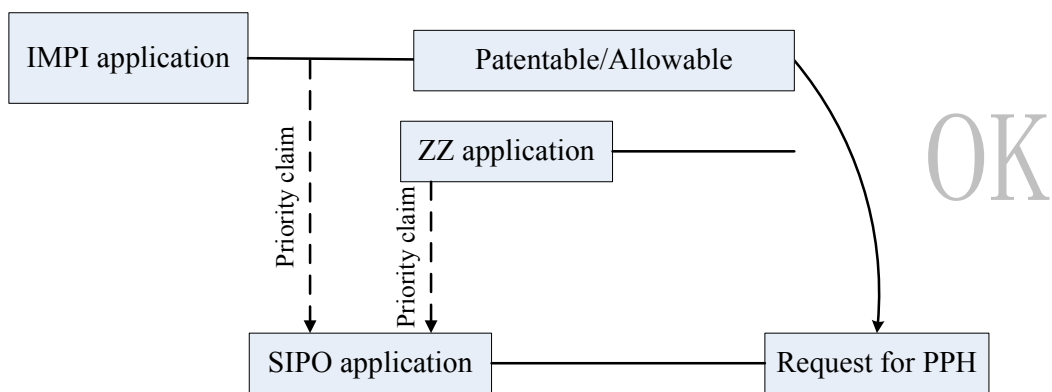 IMPI application
Patentable/Allowable
Priority claim
ZZ application
OK
Priority claim
SIPO application
Request for PPH